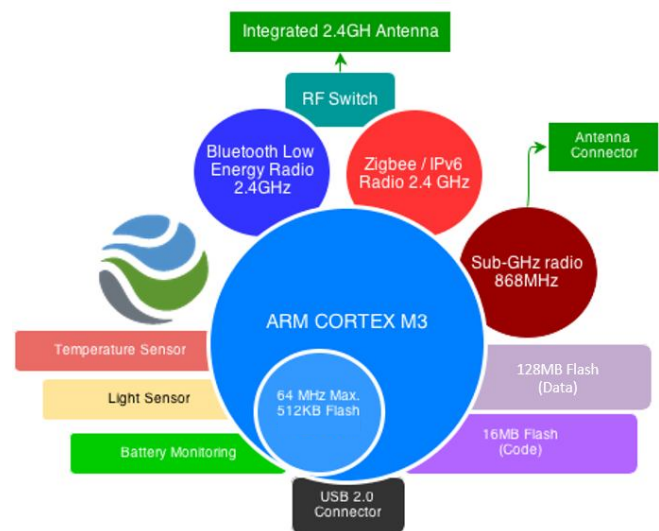 Integrated 2.4GH Antenna
RF Switch
Bluetooth Low
Energy Radio
2.4GHz
Zigbee / IPv6
Radio 2.4 GHz
Antenna
Connector
Sub-GHz radio
868MHz
ARM CORTEX M3
64 MHz Max.
512KB Flash
Temperature Sensor
Light Sensor
Battery Monitoring
128MB Flash
(Data)
16MB Flash
(Code)
USB 2.0
Connector